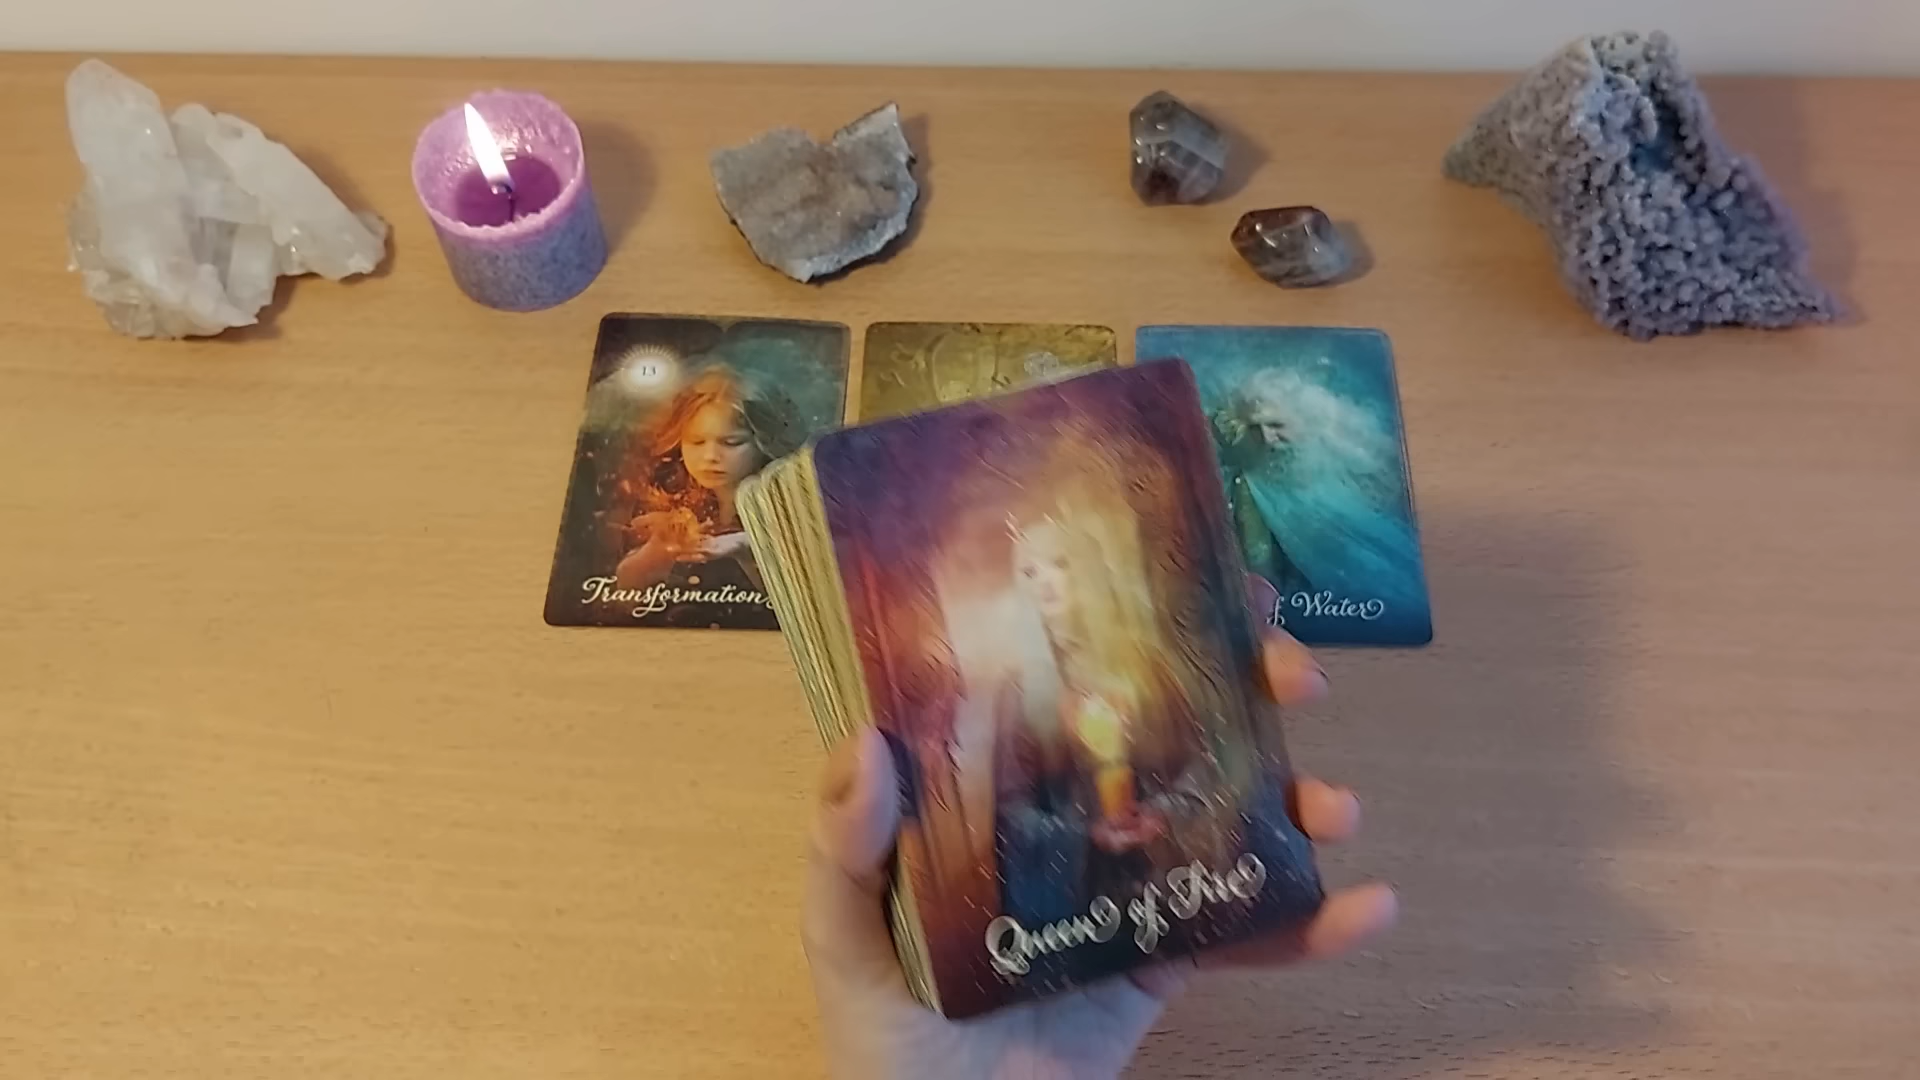 13
Transformation
of Water
Queen of Fire